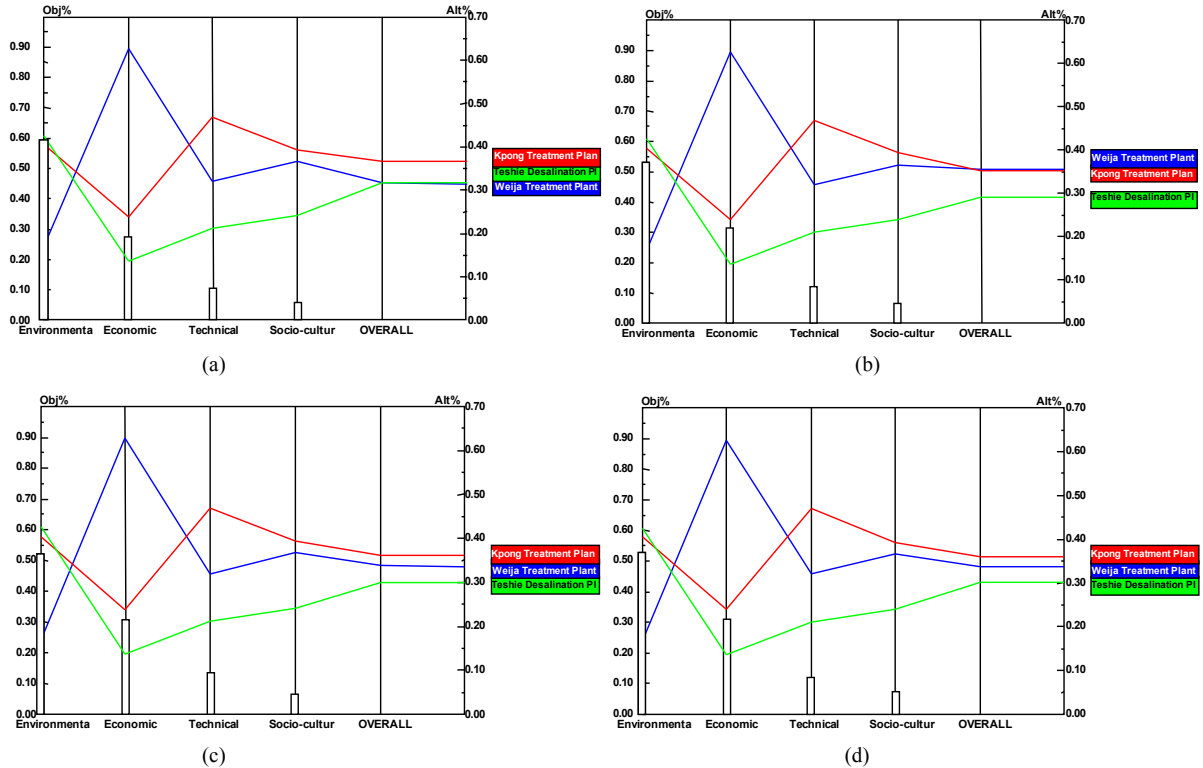 Obj% Alt%
0.70
0.90
0.60
0.80
0.70
0.50
0.60
0.40
0.50
0.40
0.30
0.30
0.20
0.20
0.10
0.10
0.00 0.00
Kpong Treatment Plan
Teshie Desalination Pl
Weija Treatment Plant
Environmenta Economic Technical Socio-cultur OVERALL
(a)
Obj% Alt%
0.70
0.90
0.60
0.80
0.70
0.50
0.60
0.40
0.50
0.40
0.30
0.30
0.20
0.20
0.10
0.10
0.00 0.00
Weija Treatment Plant
Kpong Treatment Plan
Teshie Desalination Pl
Environmenta Economic Technical Socio-cultur OVERALL
(b)
Obj% Alt%
0.70
0.90
0.60
0.80
0.70
0.50
0.60
0.40
0.50
0.40
0.30
0.30
0.20
0.20
0.10
0.10
0.00 0.00
Kpong Treatment Plan
Weija Treatment Plant
Teshie Desalination Pl
Environmenta Economic Technical Socio-cultur OVERALL
(c)
Obj% Alt%
0.70
0.90
0.60
0.80
0.70
0.50
0.60
0.40
0.50
0.40
0.30
0.30
0.20
0.20
0.10
0.10
0.00 0.00
Kpong Treatment Plan
Weija Treatment Plant
Teshie Desalination Pl
Environmenta Economic Technical Socio-cultur OVERALL
(d)